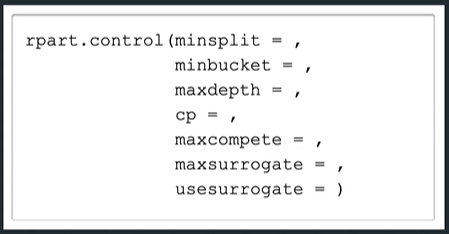 rpart.control(minsplit = ,
              minbucket = ,
              maxdepth = ,
              cp = ,
              maxcompete = ,
              maxsurrogate = ,
              usesurrogate = )